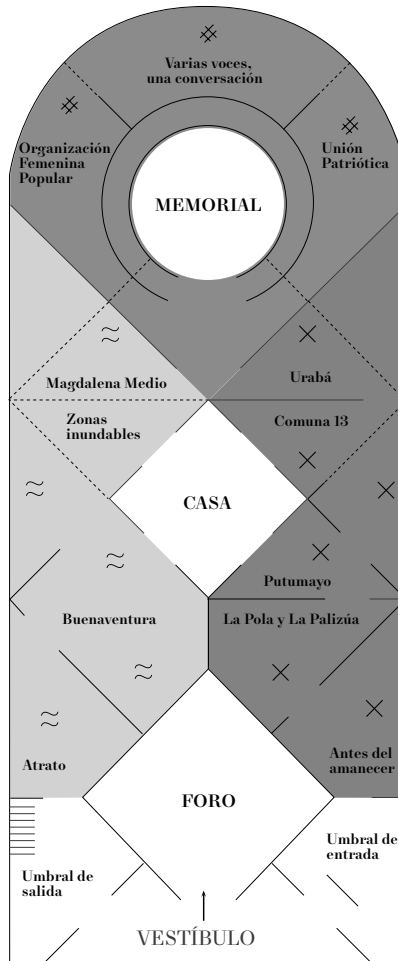 Varias voces,
una conversación
Organización
Femenina
Popular
Unión
Patriótica
MEMORIAL
Magdalena Medio
Urabá
Zonas
inundables
Comuna 13
CASA
Putumayo
Buenaventura
La Pola y La Palizúa
Atrato
Antes del
amanecer
FORO
Umbral de
entrada
Umbral de
salida
VESTÍBULO